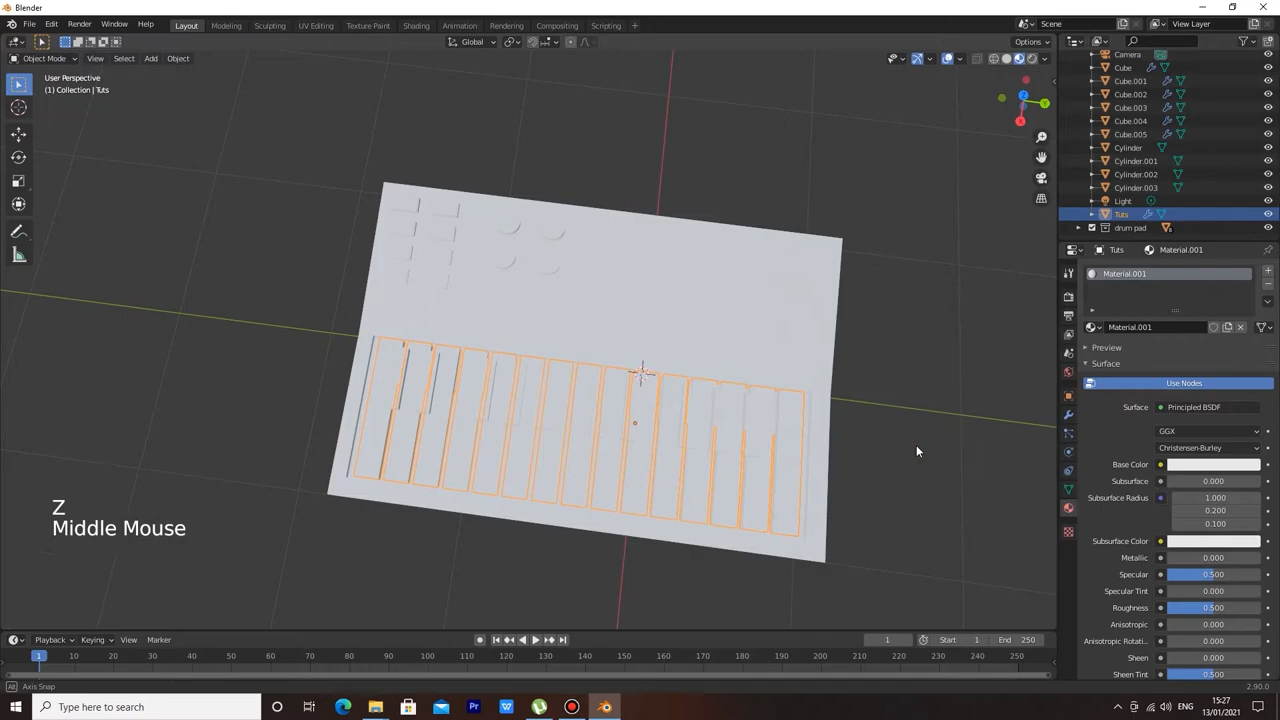 Blender
File Edit Render Window Help Layout Modeling Sculpting UV Editing Texture Paint Shading Animation Rendering Compositing Scripting + Scene View Layer
Global Options
Object Mode View Select Add Object
User Perspective
(1) Collection | Tuts
Z
Y
X
Camera
Cube
Cube.001
Cube.002
Cube.003
Cube.004
Cube.005
Cylinder
Cylinder.001
Cylinder.002
Cylinder.003
Light
Tuts
drum pad
Tuts Material.001
Material.001
Material.001
Preview
Surface
Use Nodes
Surface: Principled BSDF
GGX
Christensen-Burley
Base Color
Subsurface 0.000
Subsurface Radius 1.000
0.200
0.100
Subsurface Color
Metallic 0.000
Specular 0.500
Specular Tint 0.000
Roughness 0.500
Anisotropic 0.000
Anisotropic Rotati... 0.000
Sheen 0.000
Sheen Tint 0.500
Z
Middle Mouse
Playback Keying View Marker 1 Start 1 End 250
1 10 20 30 40 50 60 70 80 90 100 110 120 130 140 150 160 170 180 190 200 210 220 230 240 250
Axis Snap 2.90.0
Type here to search
15:27
13/01/2021